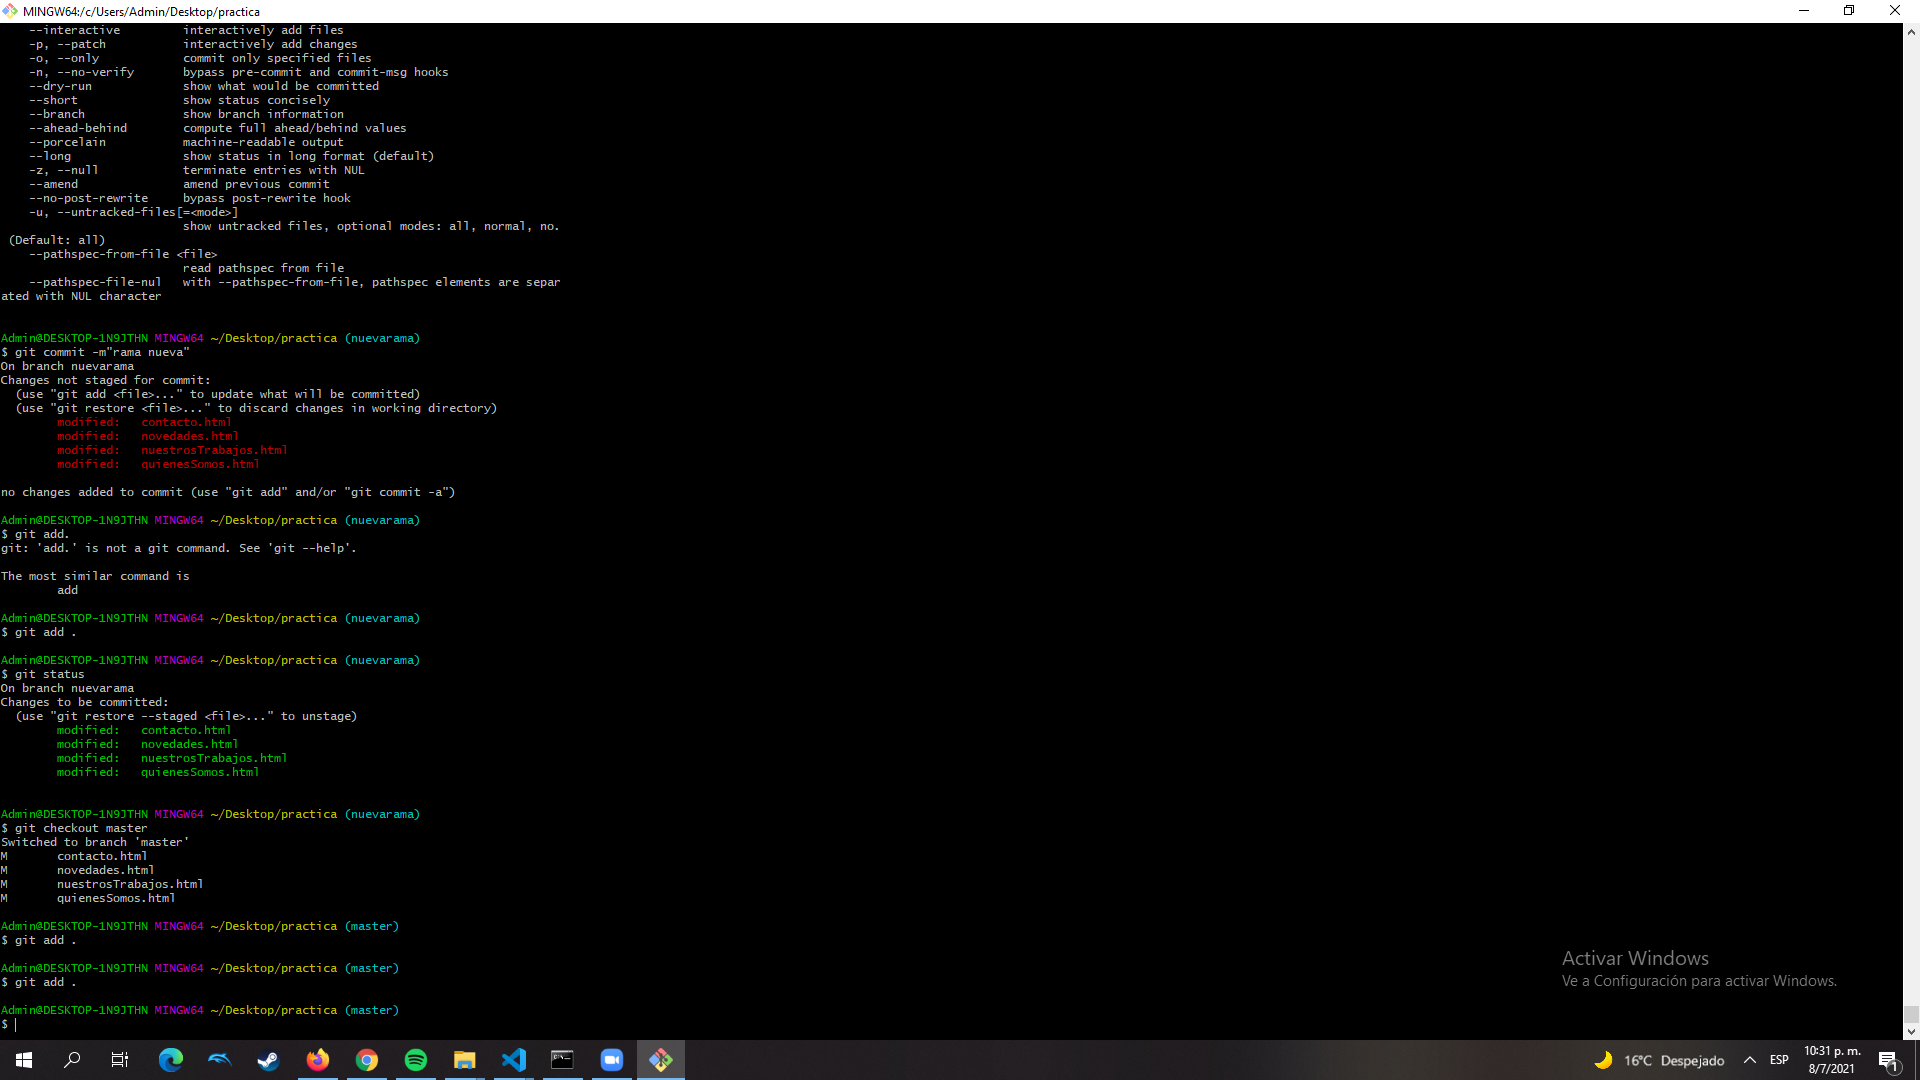 MINGW64:/c/Users/Admin/Desktop/practica
--interactive         interactively add files
-p, --patch           interactively add changes
-o, --only            commit only specified files
-n, --no-verify       bypass pre-commit and commit-msg hooks
--dry-run             show what would be committed
--short               show status concisely
--branch              show branch information
--ahead-behind        compute full ahead/behind values
--porcelain           machine-readable output
--long                show status in long format (default)
-z, --null            terminate entries with NUL
--amend               amend previous commit
--no-post-rewrite     bypass post-rewrite hook
-u, --untracked-files[=<mode>]
show untracked files, optional modes: all, normal, no.
(Default: all)
--pathspec-from-file <file>
read pathspec from file
--pathspec-file-nul   with --pathspec-from-file, pathspec elements are separ
ated with NUL character
Admin@DESKTOP-1N9JTHN MINGW64 ~/Desktop/practica (nuevarama)
$ git commit -m"rama nueva"
On branch nuevarama
Changes not staged for commit:
(use "git add <file>..." to update what will be committed)
(use "git restore <file>..." to discard changes in working directory)
modified:   contacto.html
modified:   novedades.html
modified:   nuestrosTrabajos.html
modified:   quienesSomos.html
no changes added to commit (use "git add" and/or "git commit -a")
Admin@DESKTOP-1N9JTHN MINGW64 ~/Desktop/practica (nuevarama)
$ git add.
git: 'add.' is not a git command. See 'git --help'.
The most similar command is
add
Admin@DESKTOP-1N9JTHN MINGW64 ~/Desktop/practica (nuevarama)
$ git add .
Admin@DESKTOP-1N9JTHN MINGW64 ~/Desktop/practica (nuevarama)
$ git status
On branch nuevarama
Changes to be committed:
(use "git restore --staged <file>..." to unstage)
modified:   contacto.html
modified:   novedades.html
modified:   nuestrosTrabajos.html
modified:   quienesSomos.html
Admin@DESKTOP-1N9JTHN MINGW64 ~/Desktop/practica (nuevarama)
$ git checkout master
Switched to branch 'master'
M       contacto.html
M       novedades.html
M       nuestrosTrabajos.html
M       quienesSomos.html
Admin@DESKTOP-1N9JTHN MINGW64 ~/Desktop/practica (master)
$ git add .
Admin@DESKTOP-1N9JTHN MINGW64 ~/Desktop/practica (master)
$ git add .
Admin@DESKTOP-1N9JTHN MINGW64 ~/Desktop/practica (master)
$
Activar Windows
Ve a Configuración para activar Windows.
16°C Despejado
ESP
10:31 p. m.
8/7/2021
1